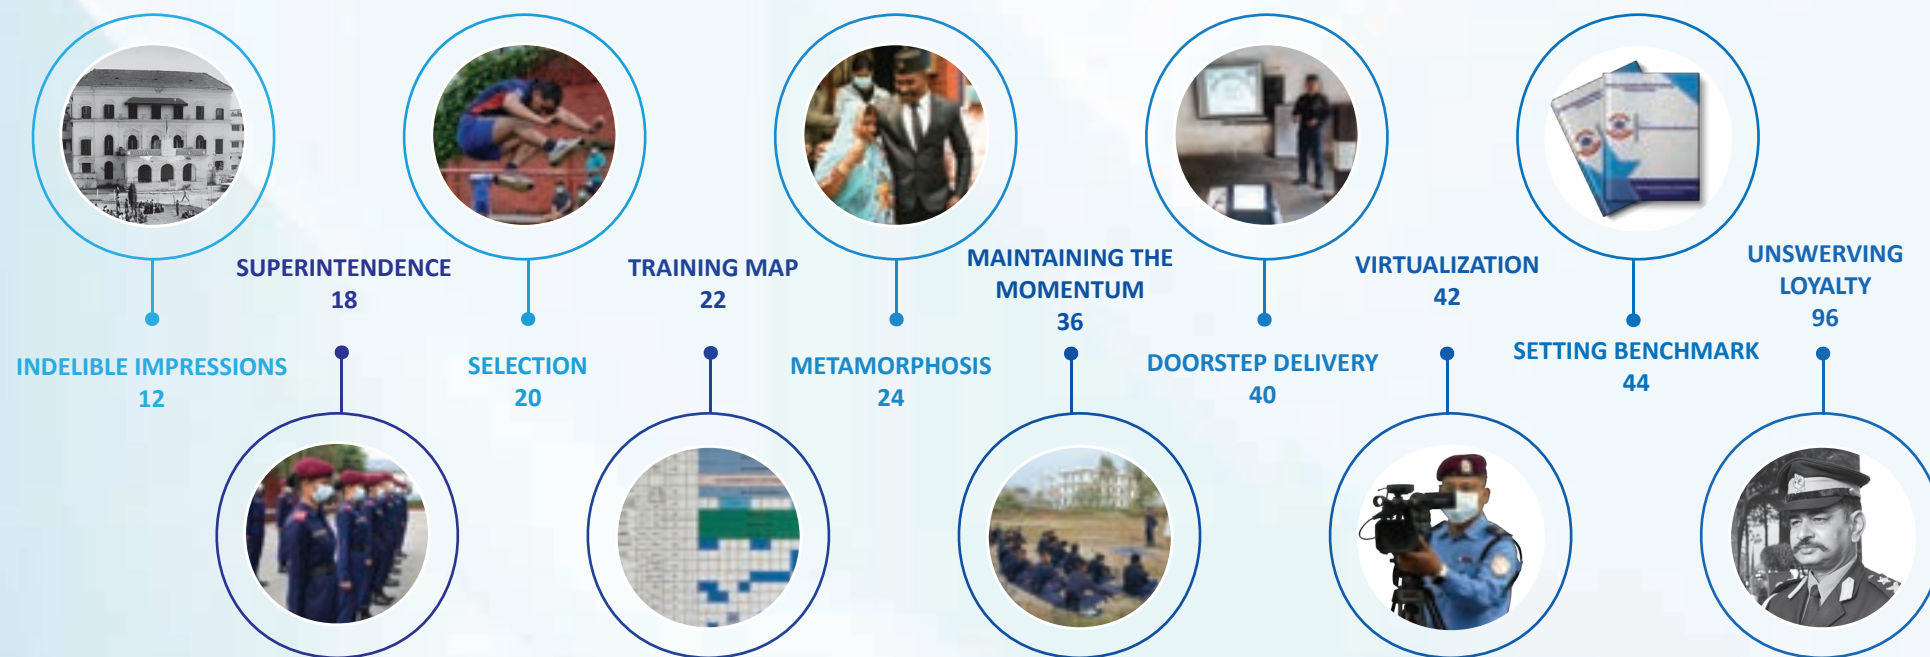 INDELIBLE IMPRESSIONS
12
SUPERINTENDENCE
18
SELECTION
20
TRAINING MAP
22
METAMORPHOSIS
24
MAINTAINING THE
MOMENTUM
36
DOORSTEP DELIVERY
40
VIRTUALIZATION
42
SETTING BENCHMARK
44
UNSWERVING
LOYALTY
96